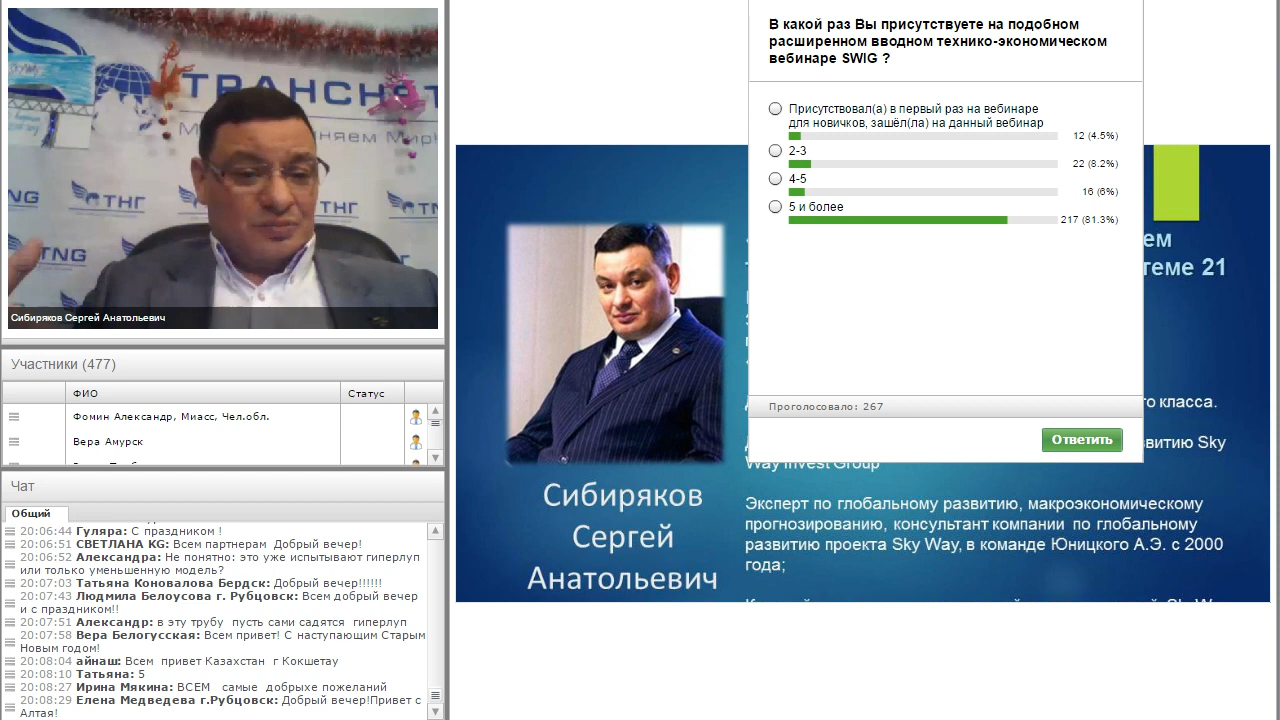 ТРАНСНАТ
Меняем Мир!
ТНГ
TNG
TNG
ТНГ
Сибиряков Сергей Анатольевич
Участники (477)
ФИО
Статус
Фомин Александр, Миасс, Чел.обл.
Вера Амурск
Чат
Общий
20:06:44 Гуляра: С праздником !
20:06:51 СВЕТЛАНА KG: Всем партнерам Добрый вечер!
20:06:52 Александра: Не понятно: это уже испытывают гиперлуп
или только уменьшенную модель?
20:07:03 Татьяна Коновалова Бердск: Добрый вечер!!!!!!
20:07:43 Людмила Белоусова г. Рубцовск: Всем добрый вечер
и с праздником!!
20:07:51 Александр: в эту трубу пусть сами садятся гиперлуп
20:07:58 Вера Белогусская: Всем привет! С наступающим Старым
Новым годом!
20:08:04 айнаш: Всем привет Казахстан г Кокшетау
20:08:10 Татьяна: 5
20:08:27 Ирина Мякина: ВСЕМ самые добрыхе пожеланий
20:08:29 Елена Медведева г.Рубцовск: Добрый вечер!Привет с
Алтая!
В какой раз Вы присутствуете на подобном
расширенном вводном технико-экономическом
вебинаре SWIG ?
Присутствовал(а) в первый раз на вебинаре
для новичков, зашёл(ла) на данный вебинар
12 (4.5%)
2-3
22 (8.2%)
4-5
16 (6%)
5 и более
217 (81.3%)
Проголосовало: 267
Ответить
ем
теме 21
го класса.
звитию Sky
Way Invest Group
Эксперт по глобальному развитию, макроэкономическому
прогнозированию, консультант компании по глобальному
развитию проекта Sky Way, в команде Юницкого А.Э. с 2000
года;
Сибиряков
Сергей
Анатольевич